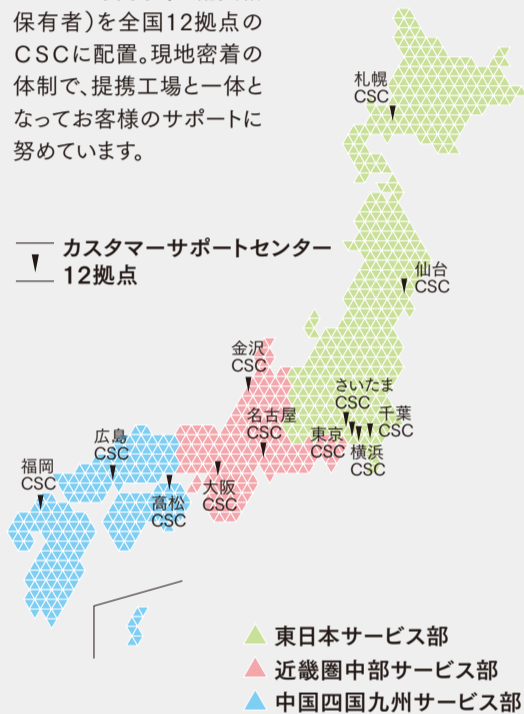 保有者）を全国12拠点の
CSCに配置。現地密着の
体制で、提携工場と一体と
なってお客様のサポートに
努めています。
札幌
CSC
カスタマーサポートセンター
12拠点
仙台
CSC
金沢
CSC
さいたま
CSC
名古屋
CSC
東京
CSC
千葉
CSC
横浜
CSC
広島
CSC
福岡
CSC
高松
CSC
大阪
CSC
東日本サービス部
近畿圏中部サービス部
中国四国九州サービス部